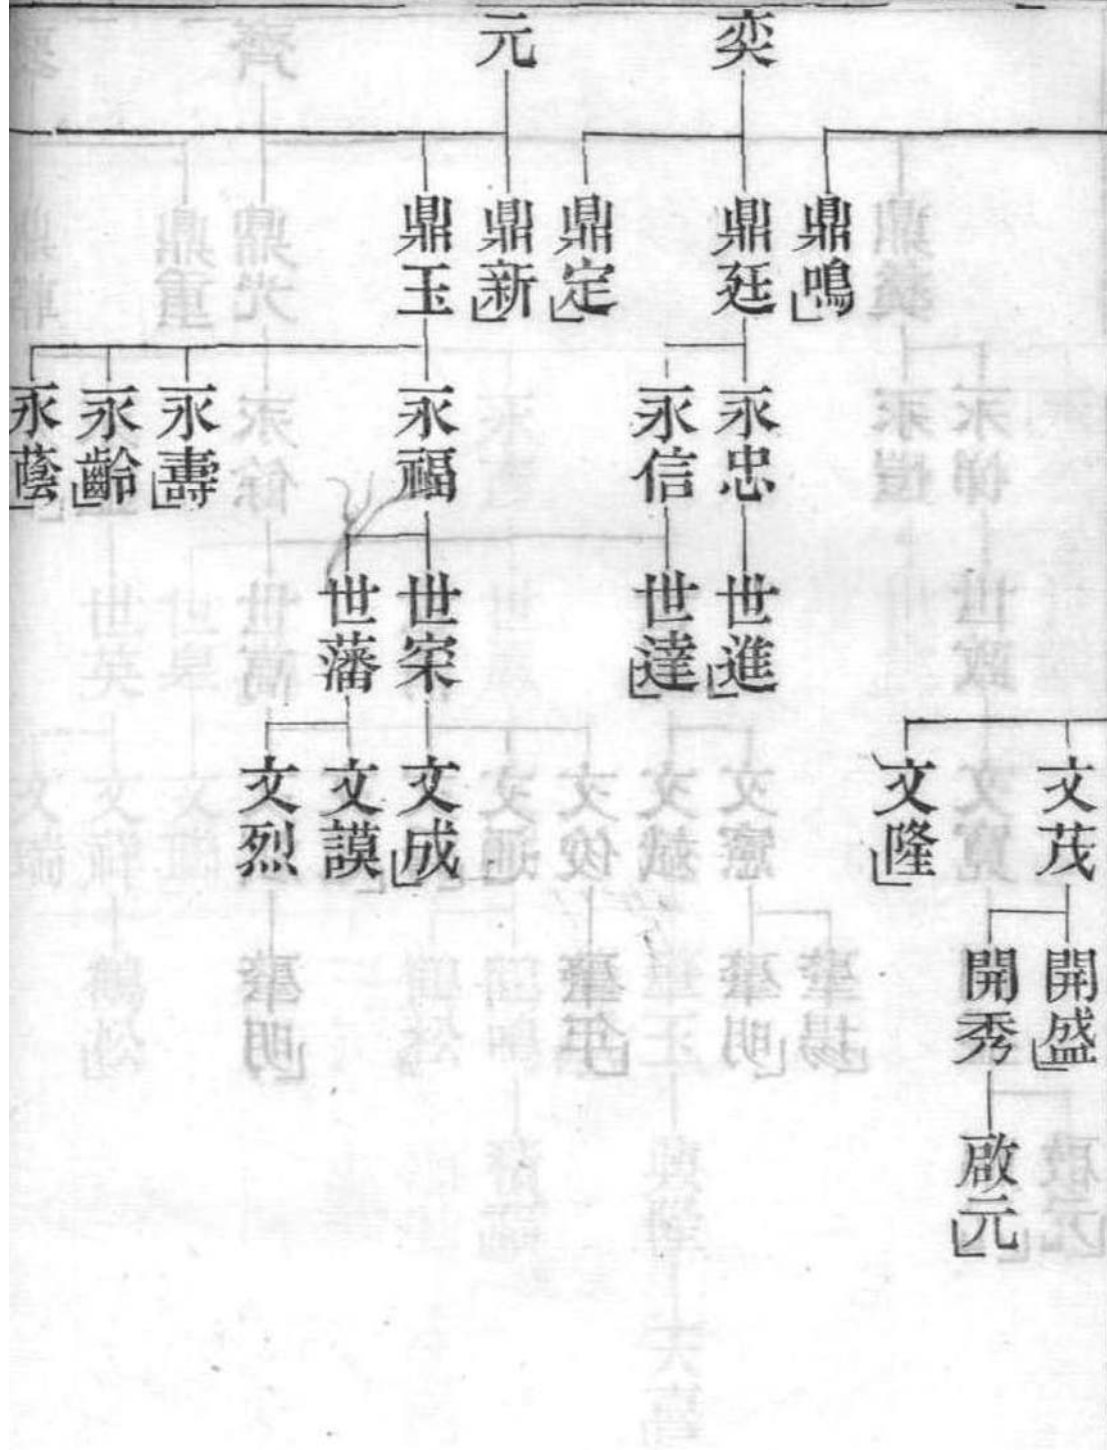 奕
元
鼎鳴
鼎廷
鼎定
鼎新
鼎玉
永忠
永信
永福
永壽
永齡
永蔭
世進
世達
世宋
世藩
文茂
文隆
文成
文謨
文烈
開盛
開秀
啟元